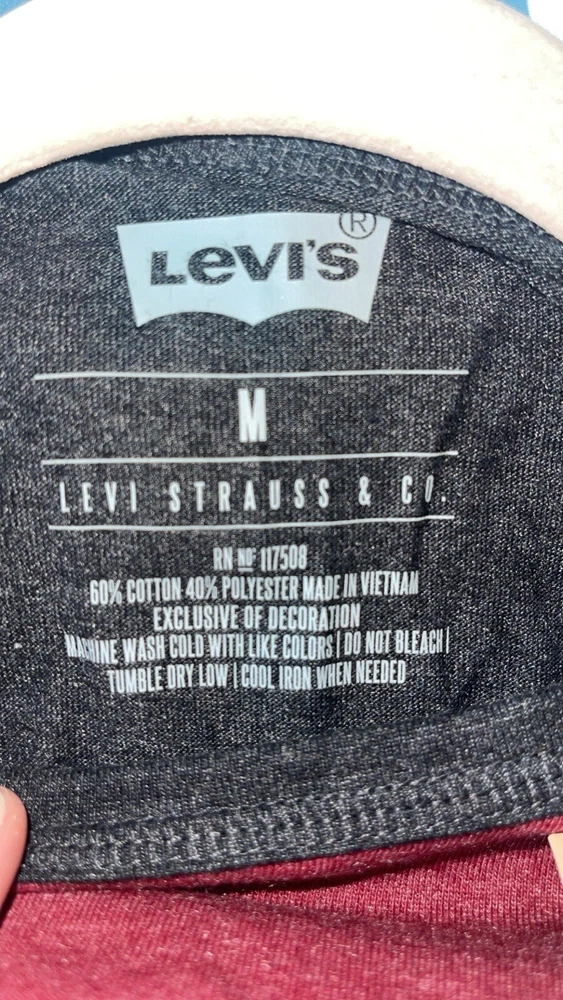 Levi's®
M
LEVI STRAUSS & CO.
RN Nº 117508
60% COTTON 40% POLYESTER MADE IN VIETNAM
EXCLUSIVE OF DECORATION
MACHINE WASH COLD WITH LIKE COLORS | DO NOT BLEACH |
TUMBLE DRY LOW | COOL IRON WHEN NEEDED